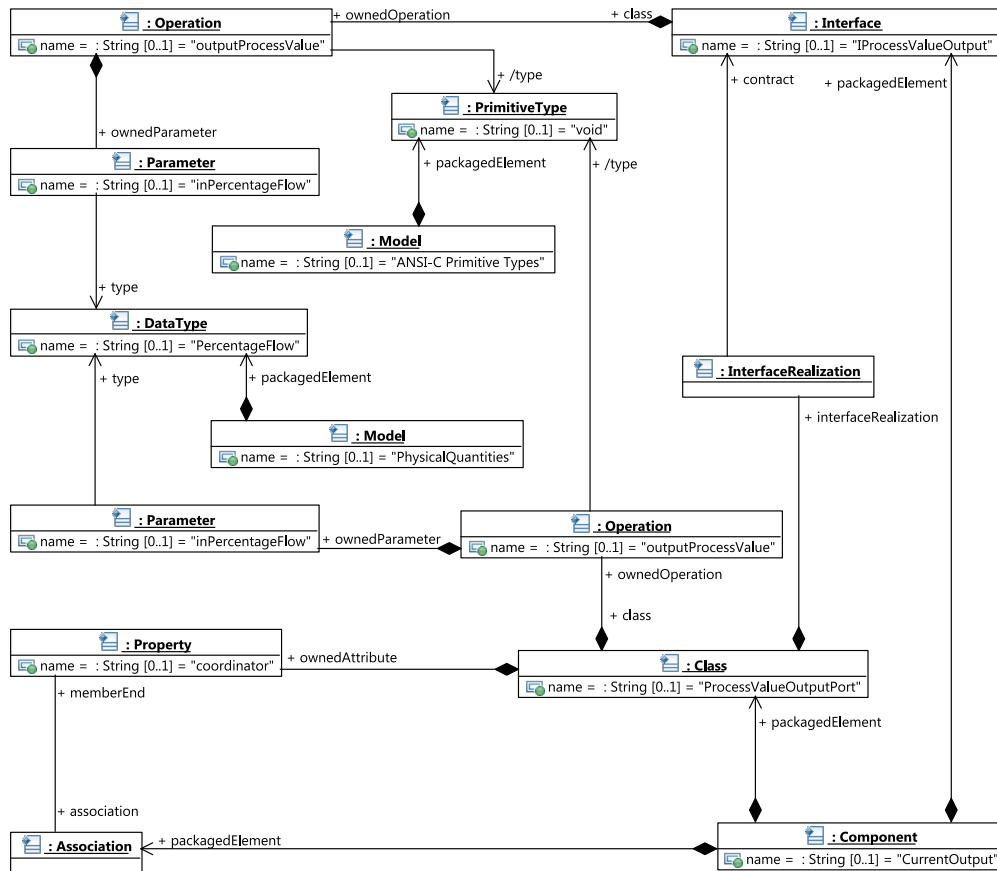 : Operation
name = : String [0..1] = "outputProcessValue"
+ ownedOperation
+ class
: Interface
name = : String [0..1] = "IProcessValueOutput"
+ /type
+ contract
+ packagedElement
: PrimitiveType
name = : String [0..1] = "void"
+ ownedParameter
: Parameter
name = : String [0..1] = "inPercentageFlow"
+ packagedElement
+ /type
: Model
name = : String [0..1] = "ANSI-C Primitive Types"
+ type
: DataType
name = : String [0..1] = "PercentageFlow"
+ type
+ packagedElement
: InterfaceRealization
+ interfaceRealization
: Model
name = : String [0..1] = "PhysicalQuantities"
: Parameter
name = : String [0..1] = "inPercentageFlow"
+ ownedParameter
: Operation
name = : String [0..1] = "outputProcessValue"
+ ownedOperation
+ class
: Property
name = : String [0..1] = "coordinator"
+ ownedAttribute
: Class
name = : String [0..1] = "ProcessValueOutputPort"
+ memberEnd
+ packagedElement
+ association
: Association
+ packagedElement
: Component
name = : String [0..1] = "CurrentOutput"